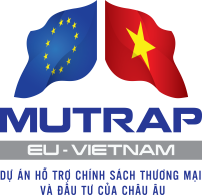 MUTRAP
EU - VIETNAM
DỰ ÁN HỖ TRỢ CHÍNH SÁCH THƯƠNG MẠI
VÀ ĐẦU TƯ CỦA CHÂU ÂU